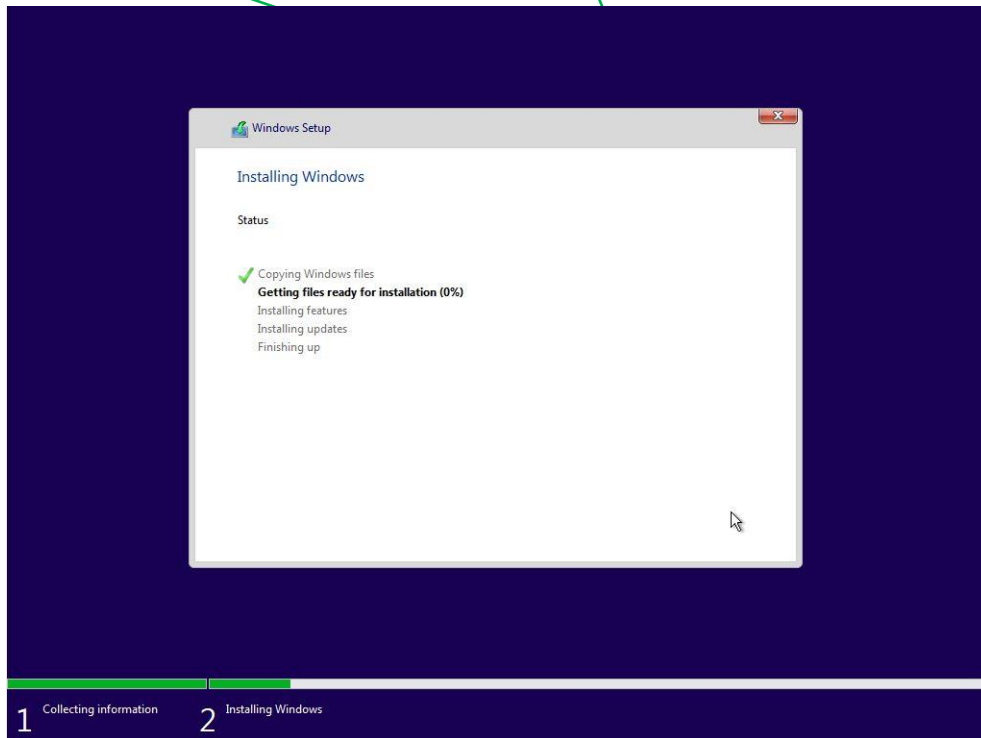 Windows Setup
Installing Windows
Status
Copying Windows files
Getting files ready for installation (0%)
Installing features
Installing updates
Finishing up
1 Collecting information
2 Installing Windows